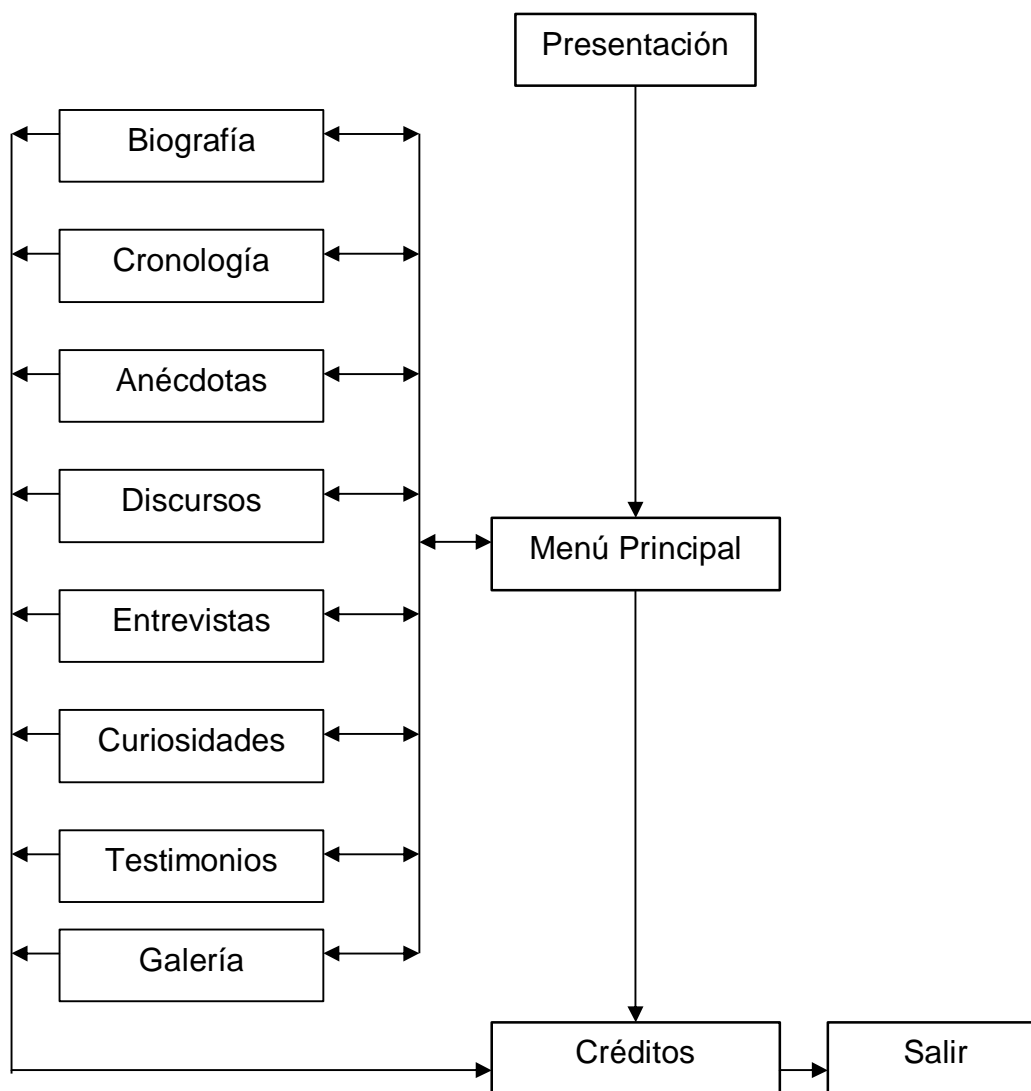 Presentación
Biografía
Cronología
Anécdotas
Discursos
Menú Principal
Entrevistas
Curiosidades
Testimonios
Galería
Créditos
Salir